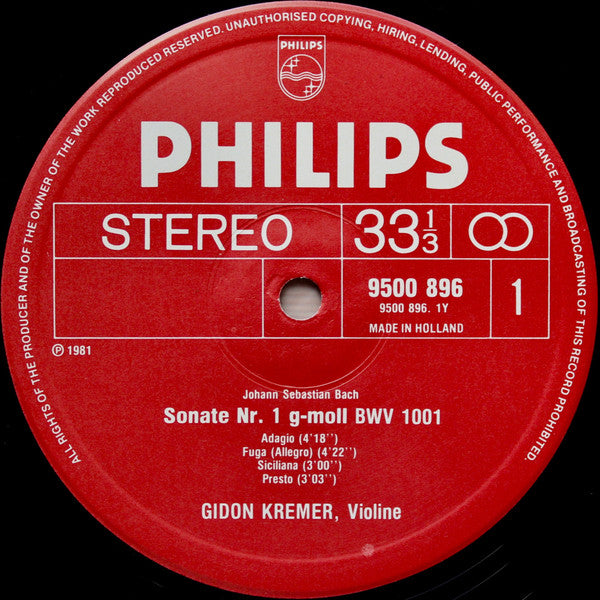 ALL RIGHTS OF THE PRODUCER AND OF THE OWNER OF THE WORK REPRODUCED RESERVED. UNAUTHORISED COPYING, HIRING, LENDING, PUBLIC PERFORMANCE AND BROADCASTING OF THIS RECORD PROHIBITED.
PHILIPS
PHILIPS
STEREO
33 1/3
9500 896
9500 896. 1Y
MADE IN HOLLAND
1
℗ 1981
Johann Sebastian Bach
Sonate Nr. 1 g-moll BWV 1001
Adagio (4'18'')
Fuga (Allegro) (4'22'')
Siciliana (3'00'')
Presto (3'03'')
GIDON KREMER, Violine